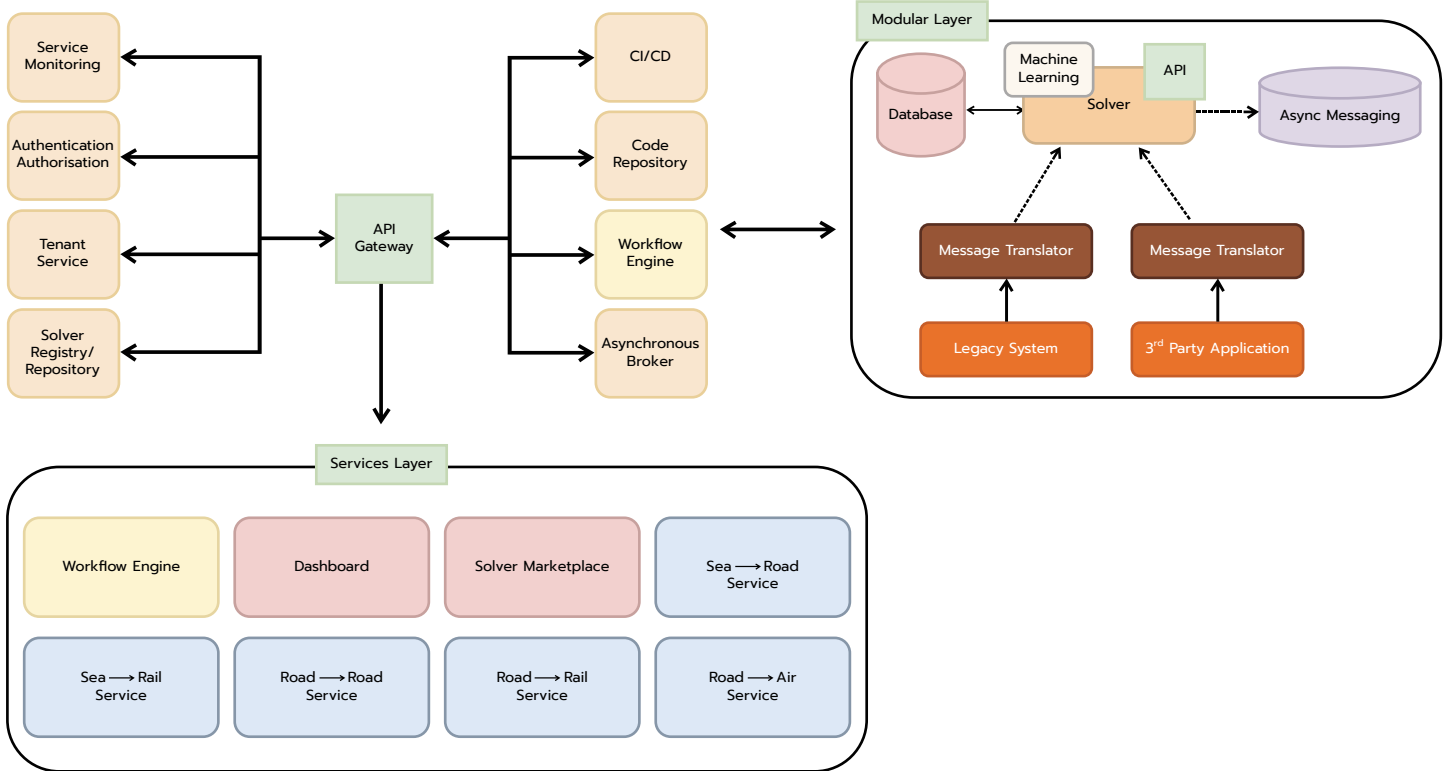 Service
Monitoring
Authentication
Authorisation
Tenant
Service
Solver
Registry/
Repository
API
Gateway
CI/CD
Code
Repository
Workflow
Engine
Asynchronous
Broker
Modular Layer
Machine
Learning
API
Solver
Database
Async Messaging
Message Translator
Message Translator
Legacy System
3rd Party Application
Services Layer
Workflow Engine
Dashboard
Solver Marketplace
Sea → Road
Service
Sea → Rail
Service
Road → Road
Service
Road → Rail
Service
Road → Air
Service